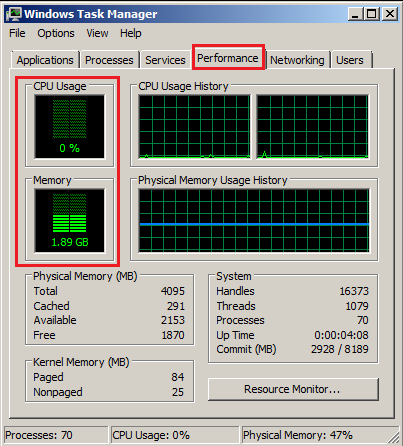 Windows Task Manager
File Options View Help
Applications Processes Services Performance Networking Users
CPU Usage CPU Usage History
0 %
Memory Physical Memory Usage History
1.89 GB
Physical Memory (MB) System
Total 4095 Handles 16373
Cached 291 Threads 1079
Available 2153 Processes 70
Free 1870 Up Time 0:00:04:08
Commit (MB) 2928 / 8189
Kernel Memory (MB)
Paged 84
Nonpaged 25 Resource Monitor...
Processes: 70 CPU Usage: 0% Physical Memory: 47%